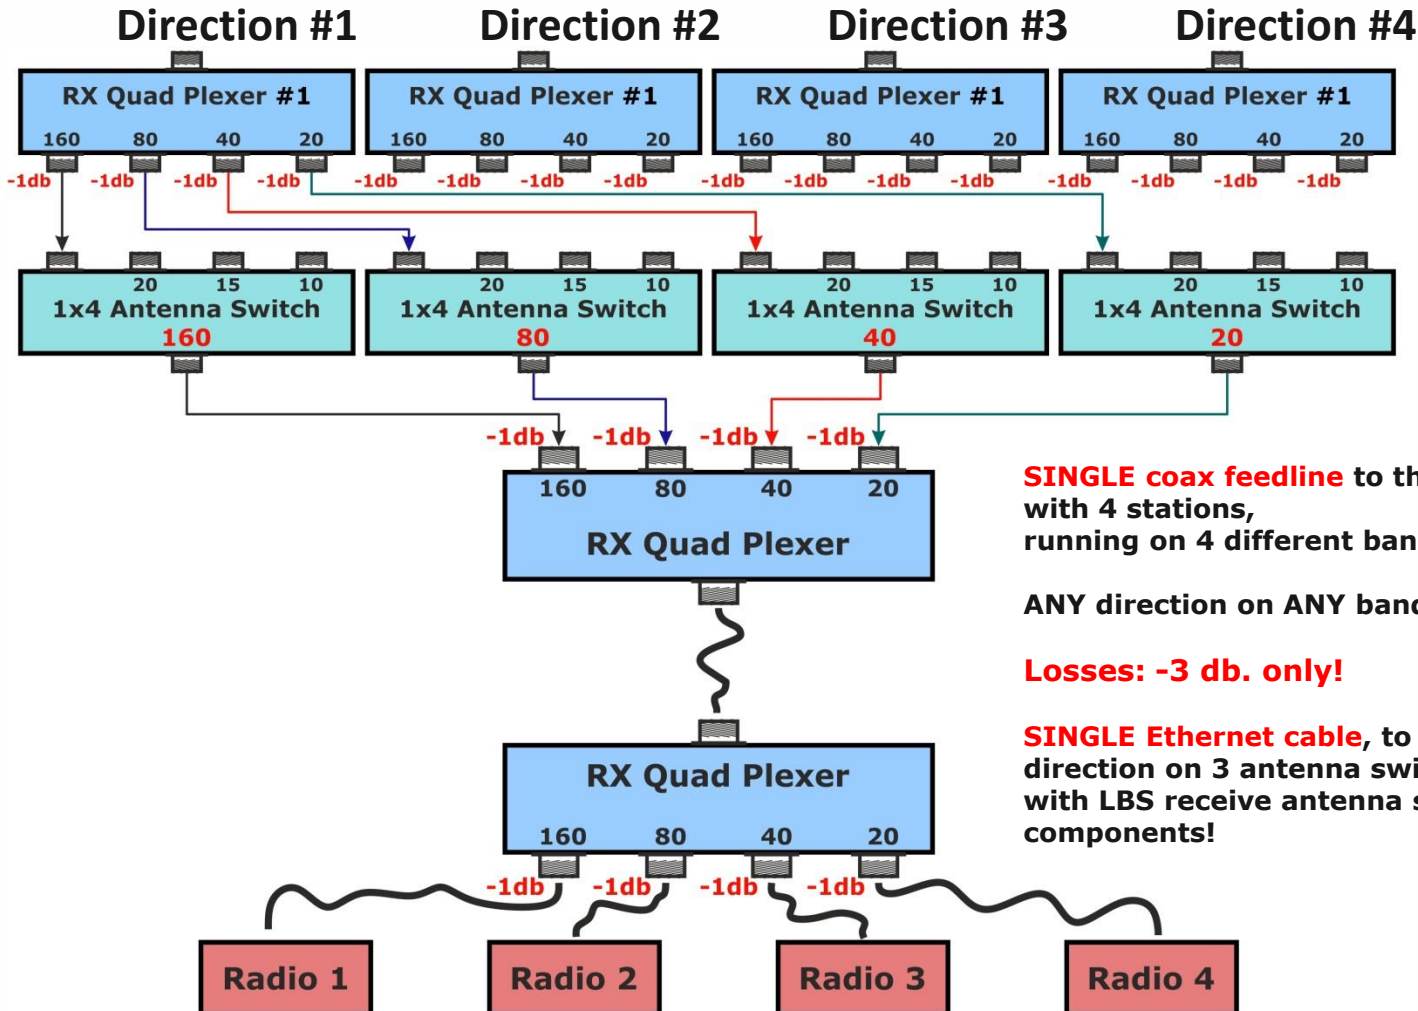 Direction #1 Direction #2 Direction #3 Direction #4
RX Quad Plexer #1 RX Quad Plexer #1 RX Quad Plexer #1 RX Quad Plexer #1
160 80 40 20 160 80 40 20 160 80 40 20 160 80 40 20
-1db -1db -1db -1db -1db -1db -1db -1db -1db -1db -1db -1db -1db -1db -1db -1db
20 15 10 20 15 10 20 15 10 20 15 10
1x4 Antenna Switch 1x4 Antenna Switch 1x4 Antenna Switch 1x4 Antenna Switch
160 80 40 20
-1db -1db -1db -1db
160 80 40 20
RX Quad Plexer
SINGLE coax feedline to th
with 4 stations,
running on 4 different ban
ANY direction on ANY band
Losses: -3 db. only!
SINGLE Ethernet cable, to
direction on 3 antenna swi
with LBS receive antenna s
components!
RX Quad Plexer
160 80 40 20
-1db -1db -1db -1db
Radio 1 Radio 2 Radio 3 Radio 4